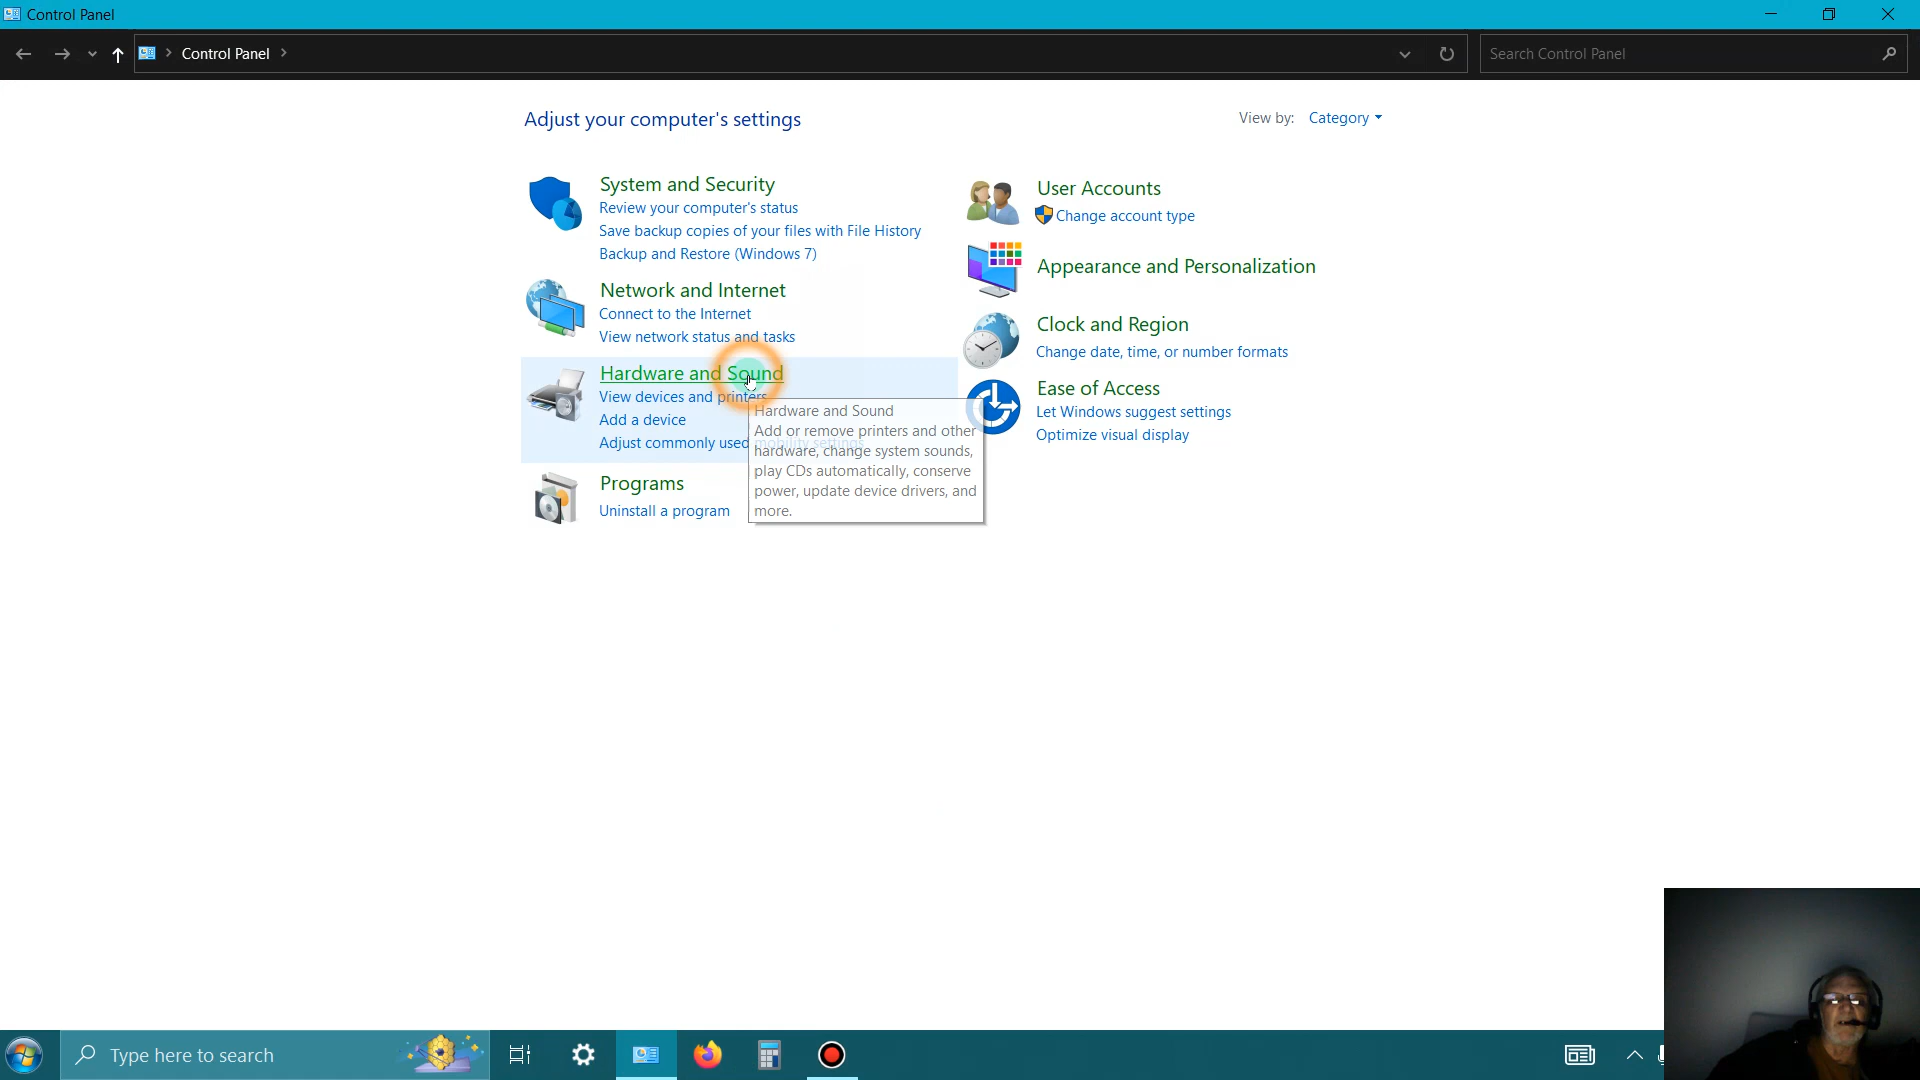 Control Panel
Control Panel
Search Control Panel
Adjust your computer's settings
View by: Category
System and Security
Review your computer's status
Save backup copies of your files with File History
Backup and Restore (Windows 7)
Network and Internet
Connect to the Internet
View network status and tasks
Hardware and Sound
View devices and printers
Add a device
Adjust commonly used mobility settings
Programs
Uninstall a program
Hardware and Sound
Add or remove printers and other
hardware, change system sounds,
play CDs automatically, conserve
power, update device drivers, and
more.
User Accounts
Change account type
Appearance and Personalization
Clock and Region
Change date, time, or number formats
Ease of Access
Let Windows suggest settings
Optimize visual display
Type here to search